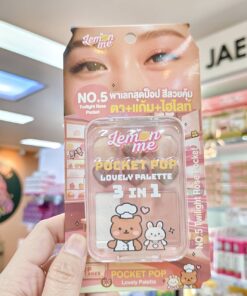 Lemon me
NO.5
Twilight Rose
Pocket
พาเลทสุดป๊อป สีสวยคุ้ม
ตา+แก้ม+ไฮไลท์
JAE
Lemon me
POCKET POP
LOVELY PALETTE
3 IN 1
NO.5 Twilight Rose Pocket
POCKET POP
Lovely Palette